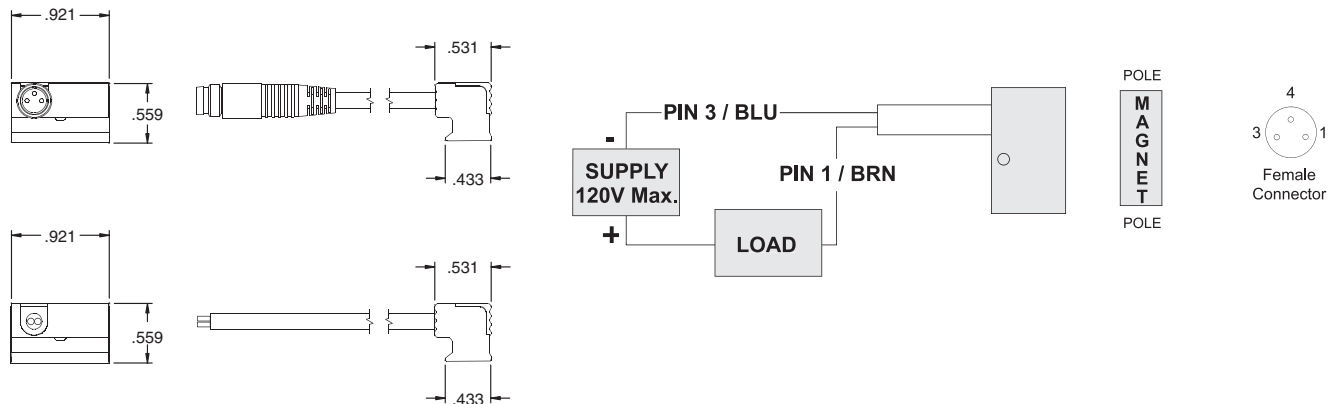 .921
.559
.531
.433
.921
.559
.531
.433
PIN 3 / BLU
-
SUPPLY
120V Max.
+
PIN 1 / BRN
LOAD
POLE
MAGNET
POLE
4
3
1
Female
Connector